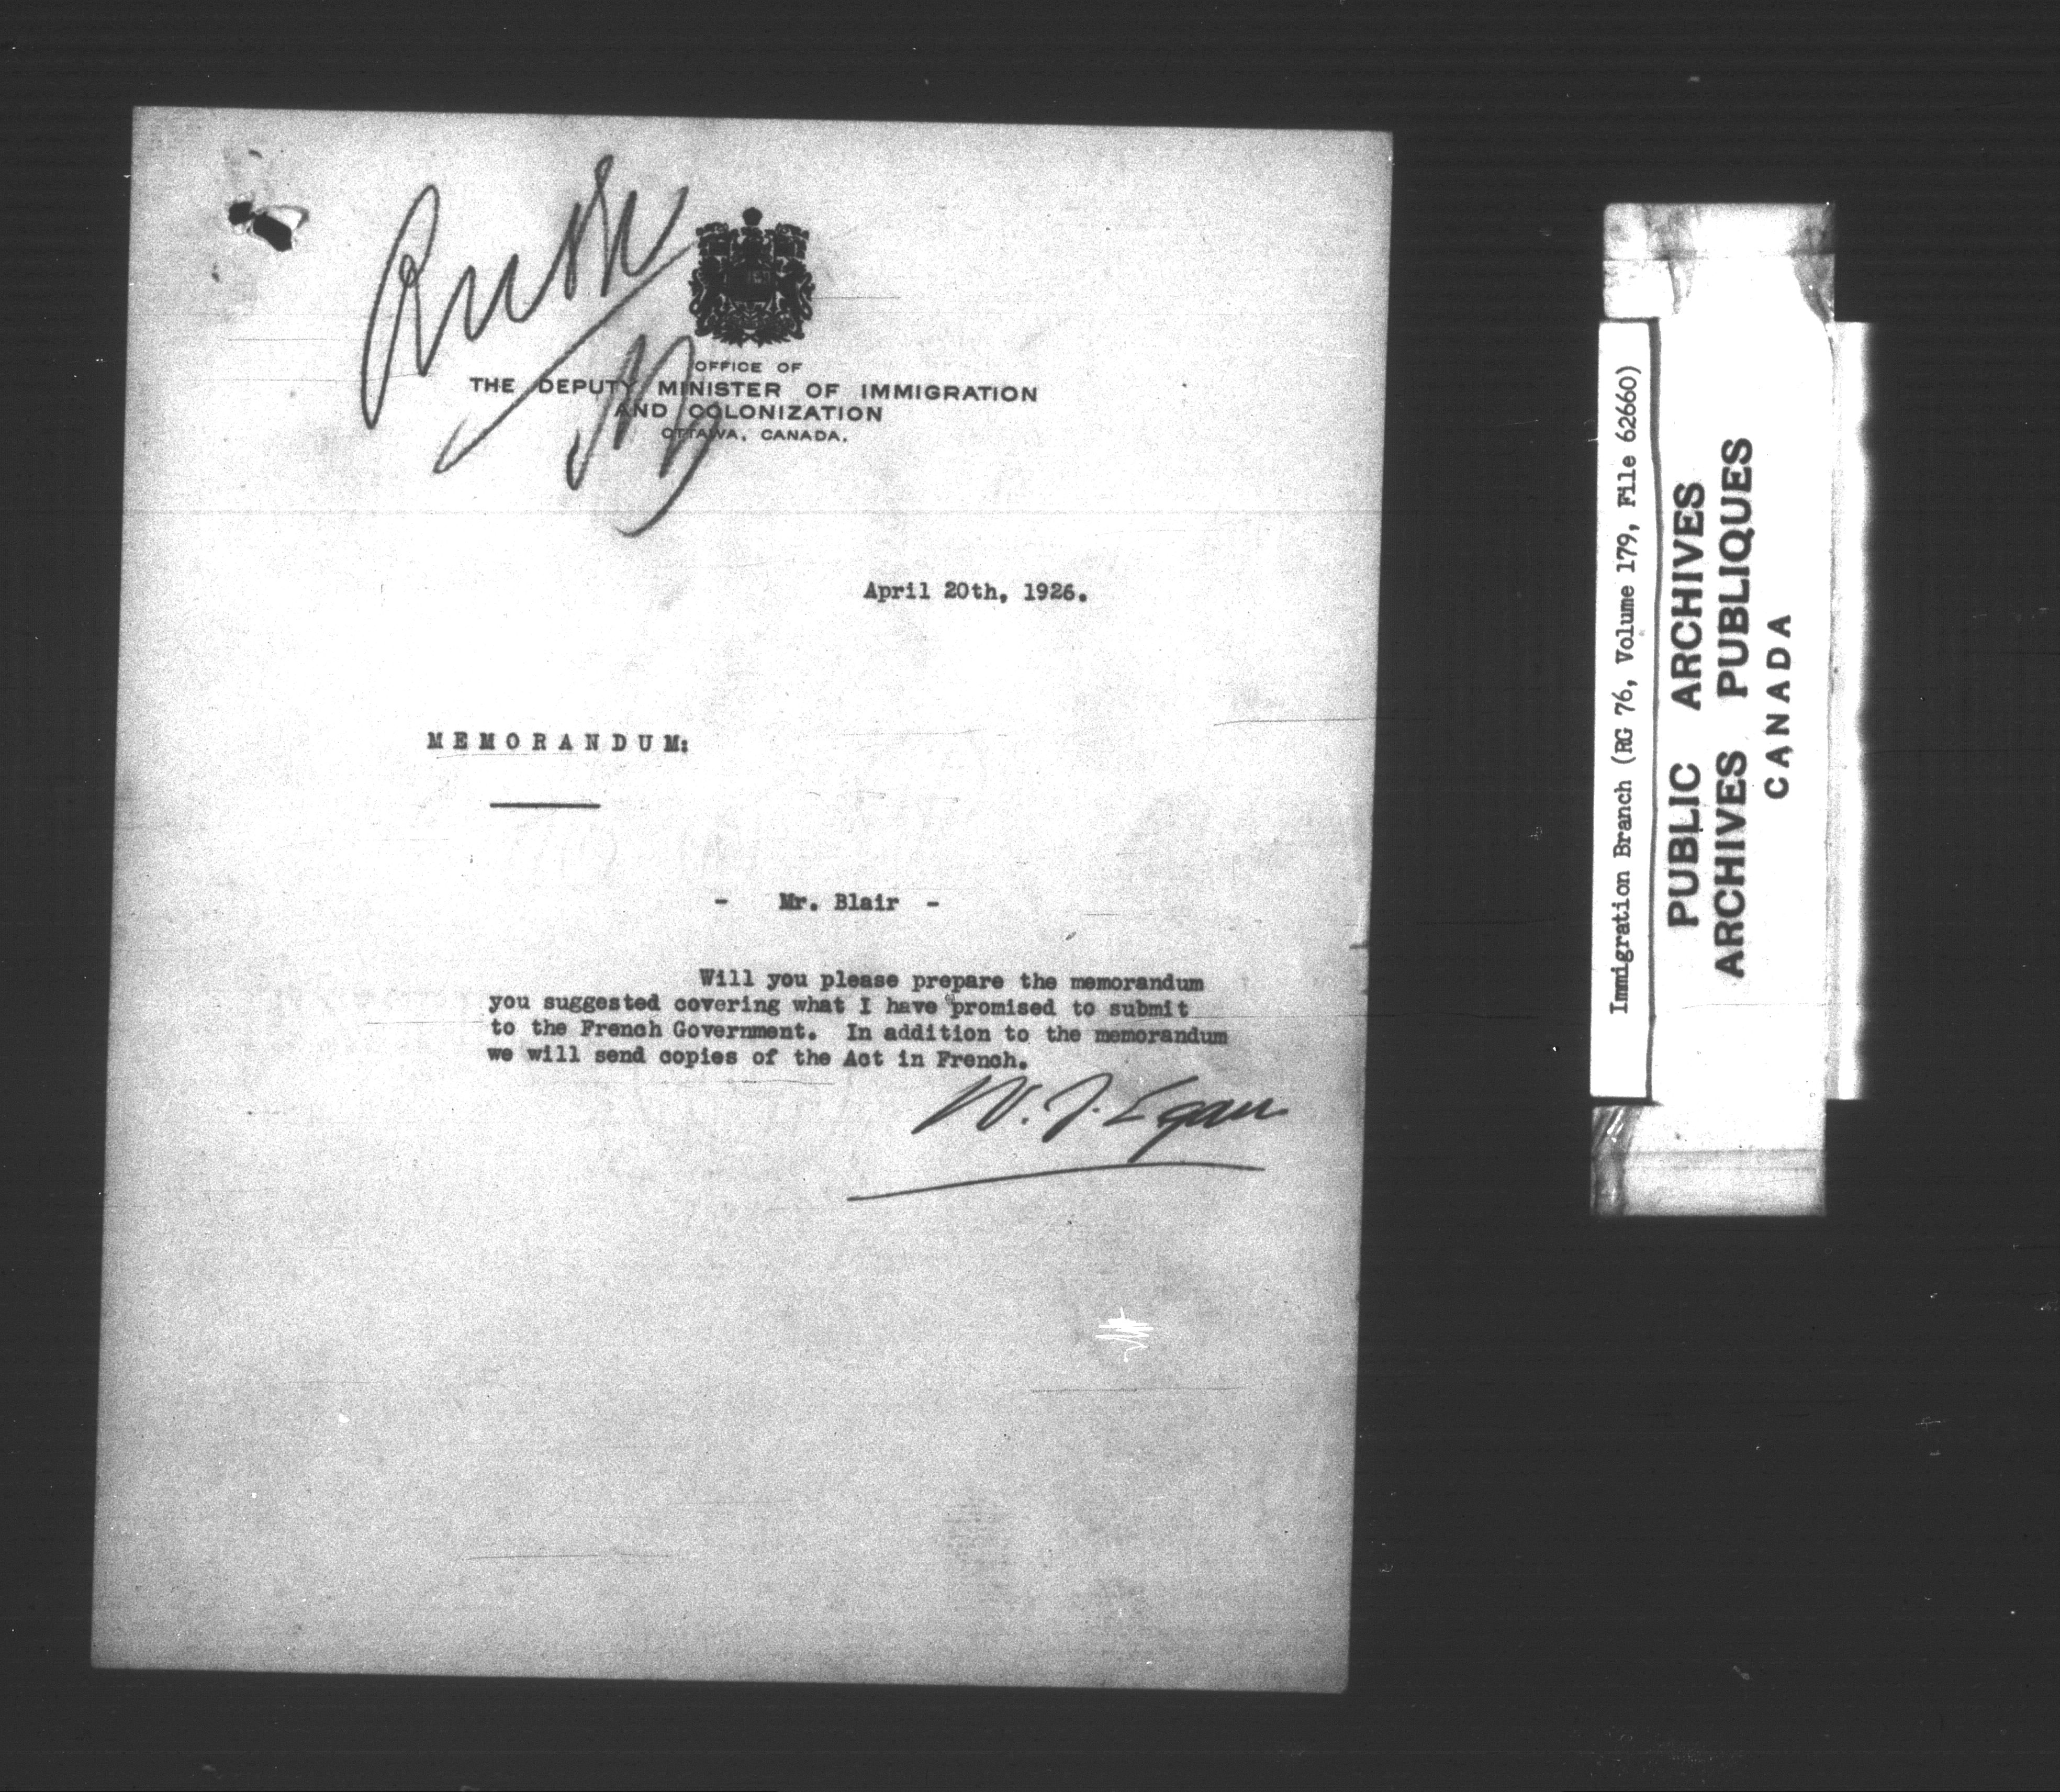 Rush
OFFICE OF
THE DEPUTY MINISTER OF IMMIGRATION
AND COLONIZATION
OTTAWA, CANADA.
April 20th, 1926.
MEMORANDUM:
- Mr. Blair -
Will you please prepare the memorandum
you suggested covering what I have promised to submit
to the French Government. In addition to the memorandum
we will send copies of the Act in French.
W. J. Egan
Immigration Branch (RG 76, Volume 179, File 62660)
PUBLIC ARCHIVES
ARCHIVES PUBLIQUES
CANADA